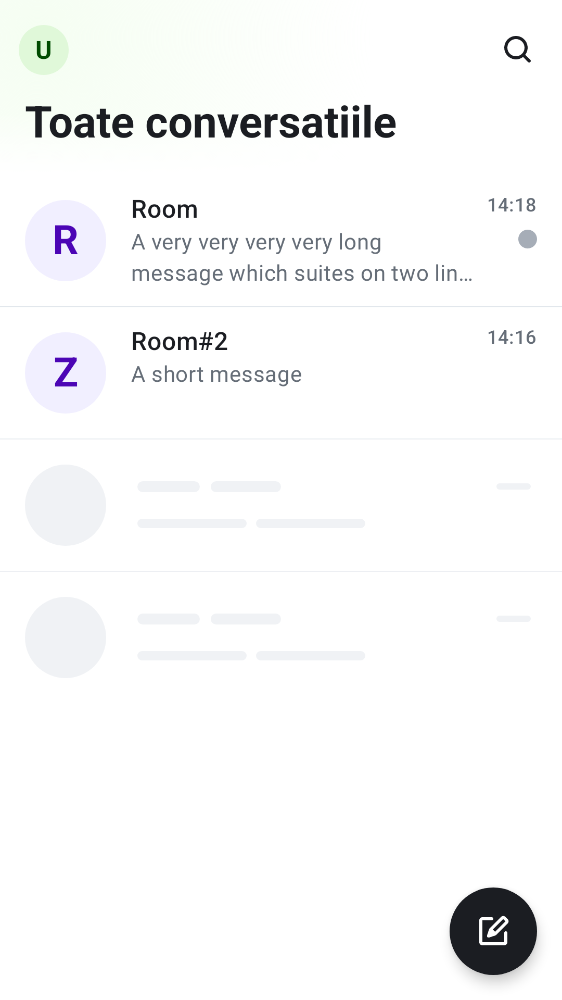 U
Toate conversatiile
R
Room
14:18
A very very very very long
message which suites on two lin…
Z
Room#2
14:16
A short message